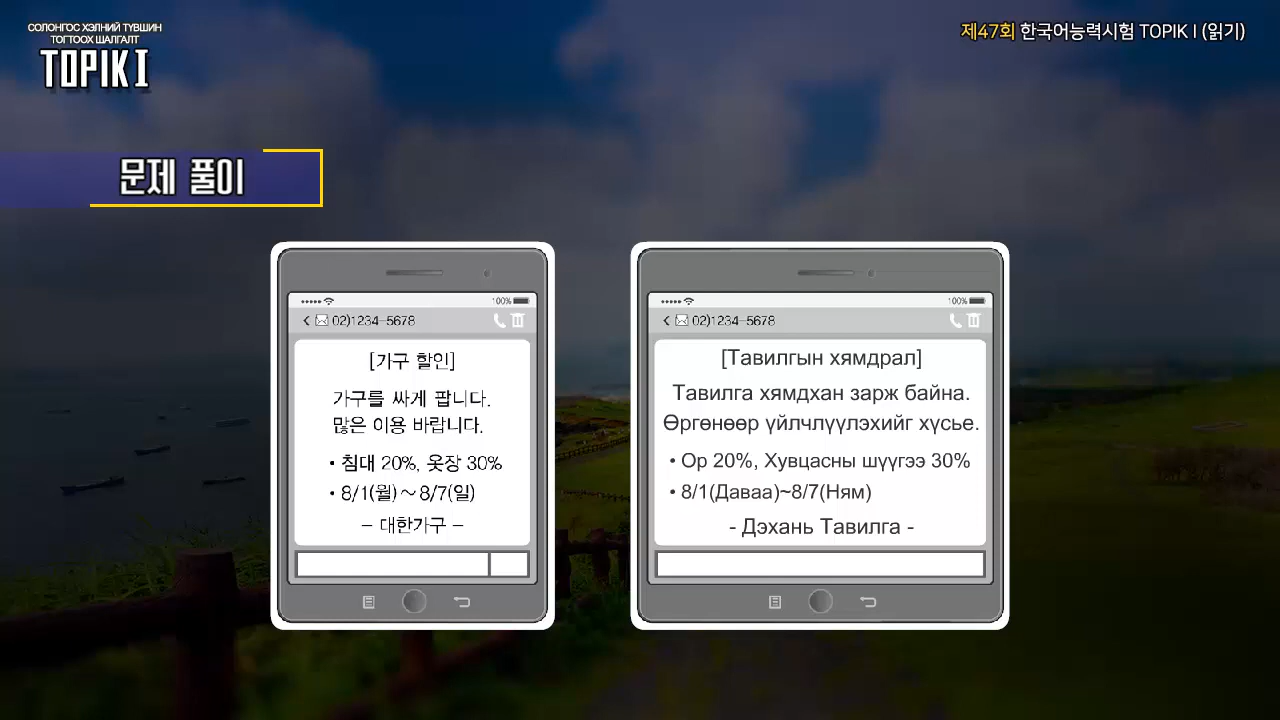 СОЛОНГОС ХЭЛНИЙ ТҮВШИН
ТОГТООХ ШАЛГАЛТ
TOPIK I
제47회 한국어능력시험 TOPIK I (읽기)
문제 풀이
100%
02)1234-5678
[가구 할인]
가구를 싸게 팝니다.
많은 이용 바랍니다.
• 침대 20%, 옷장 30%
• 8/1(월)~8/7(일)
- 대한가구 -
100%
02)1234-5678
[Тавилгын хямдрал]
Тавилга хямдхан зарж байна.
Өргөнөөр үйлчлүүлэхийг хүсье.
• Ор 20%, Хувцасны шүүгээ 30%
• 8/1(Даваа)~8/7(Ням)
- Дэхань Тавилга -